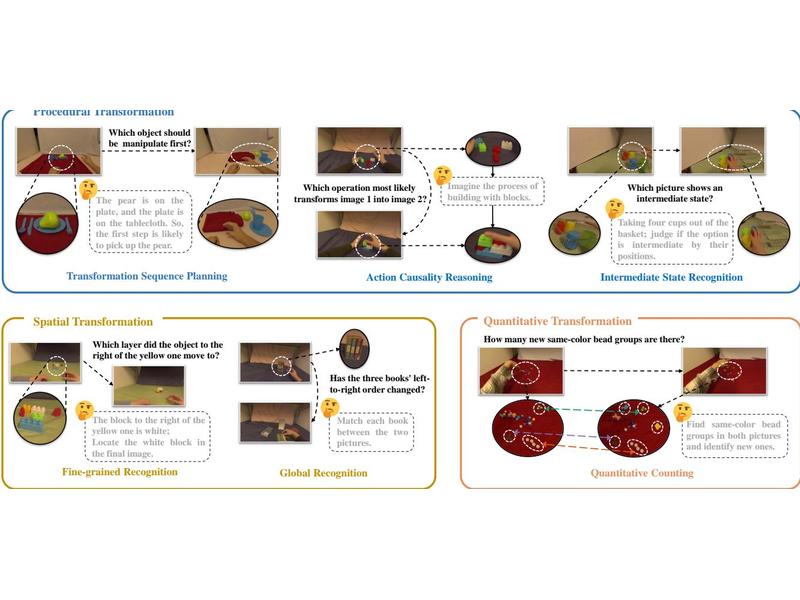 Procedural Transformation
Which object should
be manipulate first?
The pear is on the
plate, and the plate is
on the tablecloth. So,
the first step is likely
to pick up the pear.
Transformation Sequence Planning
Which operation most likely
transforms image 1 into image 2?
Imagine the process of
building with blocks.
Action Causality Reasoning
Which picture shows an
intermediate state?
Taking four cups out of the
basket; judge if the option
is intermediate by their
positions.
Intermediate State Recognition
Spatial Transformation
Which layer did the object to the
right of the yellow one move to?
The block to the right of the
yellow one is white;
Locate the white block in
the final image.
Fine-grained Recognition
Has the three books' left-
to-right order changed?
Match each book
between the two
pictures.
Global Recognition
Quantitative Transformation
How many new same-color bead groups are there?
Find same-color bead
groups in both pictures
and identify new ones.
Quantitative Counting